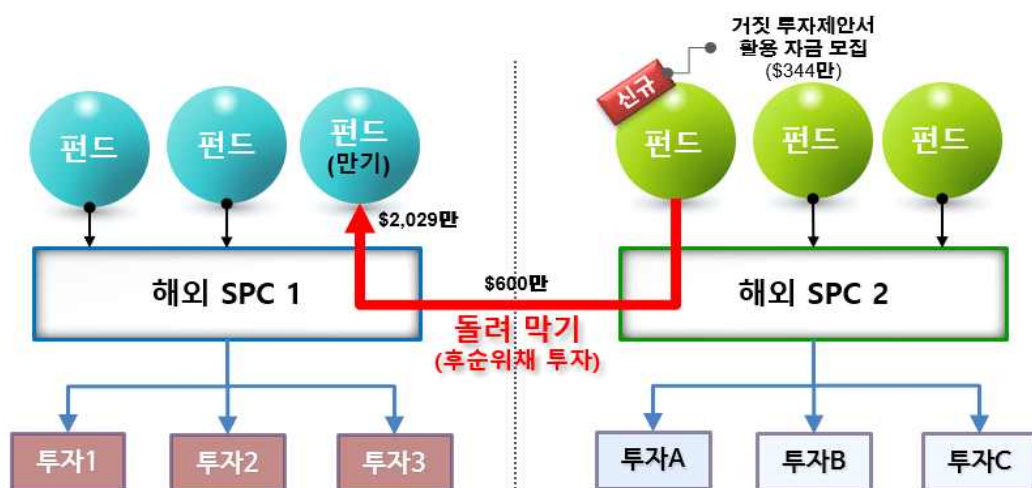 거짓 투자제안서
활용 자금 모집
($344만)
신규
펀드
펀드
펀드
(만기)
펀드
펀드
펀드
$2,029만
해외 SPC 1
$600만
해외 SPC 2
돌려 막기
(후순위채 투자)
투자1
투자2
투자3
투자A
투자B
투자C